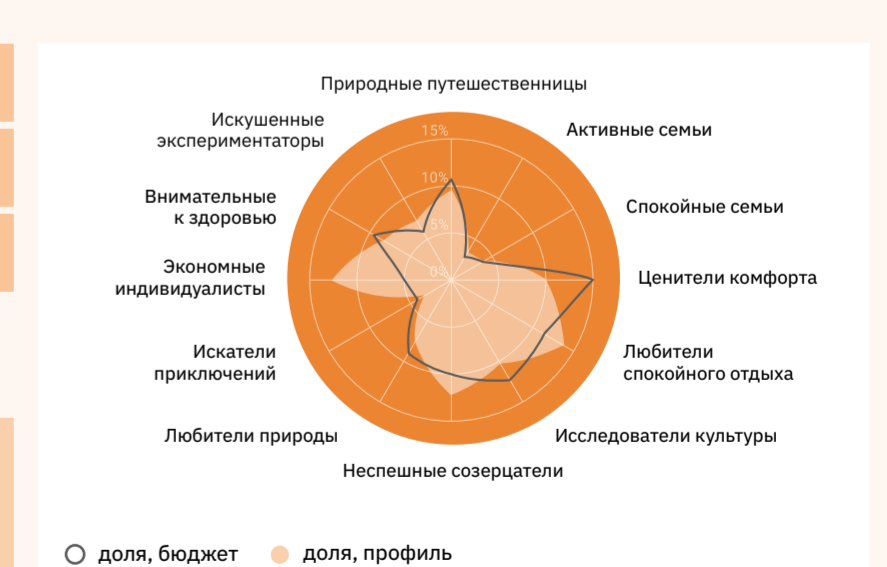 Природные путешественницы
Искушенные
экспериментаторы
15%
Активные семьи
10%
Внимательные
к здоровью
Спокойные семьи
5%
Экономные
индивидуалисты
0%
Ценители комфорта
Искатели
приключений
Любители
спокойного отдыха
Любители природы
Исследователи культуры
Неспешные созерцатели
доля, бюджет
доля, профиль